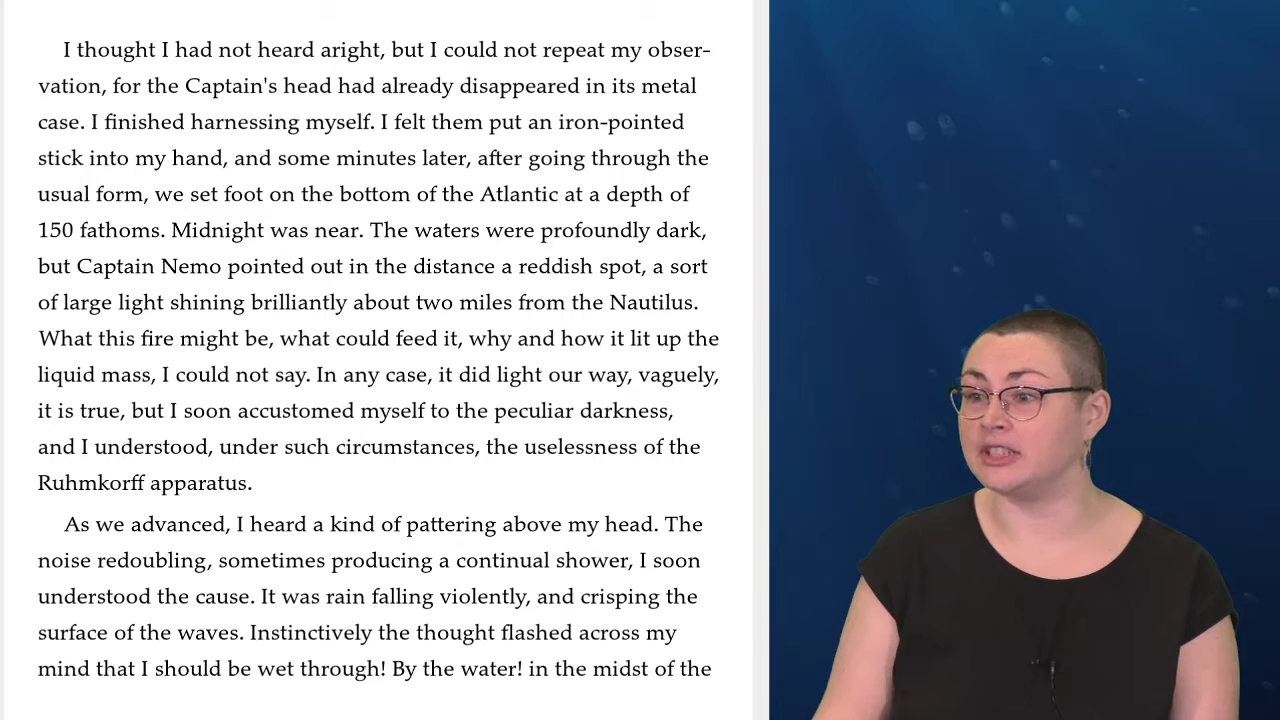 I thought I had not heard aright, but I could not repeat my obser-
vation, for the Captain's head had already disappeared in its metal
case. I finished harnessing myself. I felt them put an iron-pointed
stick into my hand, and some minutes later, after going through the
usual form, we set foot on the bottom of the Atlantic at a depth of
150 fathoms. Midnight was near. The waters were profoundly dark,
but Captain Nemo pointed out in the distance a reddish spot, a sort
of large light shining brilliantly about two miles from the Nautilus.
What this fire might be, what could feed it, why and how it lit up the
liquid mass, I could not say. In any case, it did light our way, vaguely,
it is true, but I soon accustomed myself to the peculiar darkness,
and I understood, under such circumstances, the uselessness of the
Ruhmkorff apparatus.
As we advanced, I heard a kind of pattering above my head. The
noise redoubling, sometimes producing a continual shower, I soon
understood the cause. It was rain falling violently, and crisping the
surface of the waves. Instinctively the thought flashed across my
mind that I should be wet through! By the water! in the midst of the